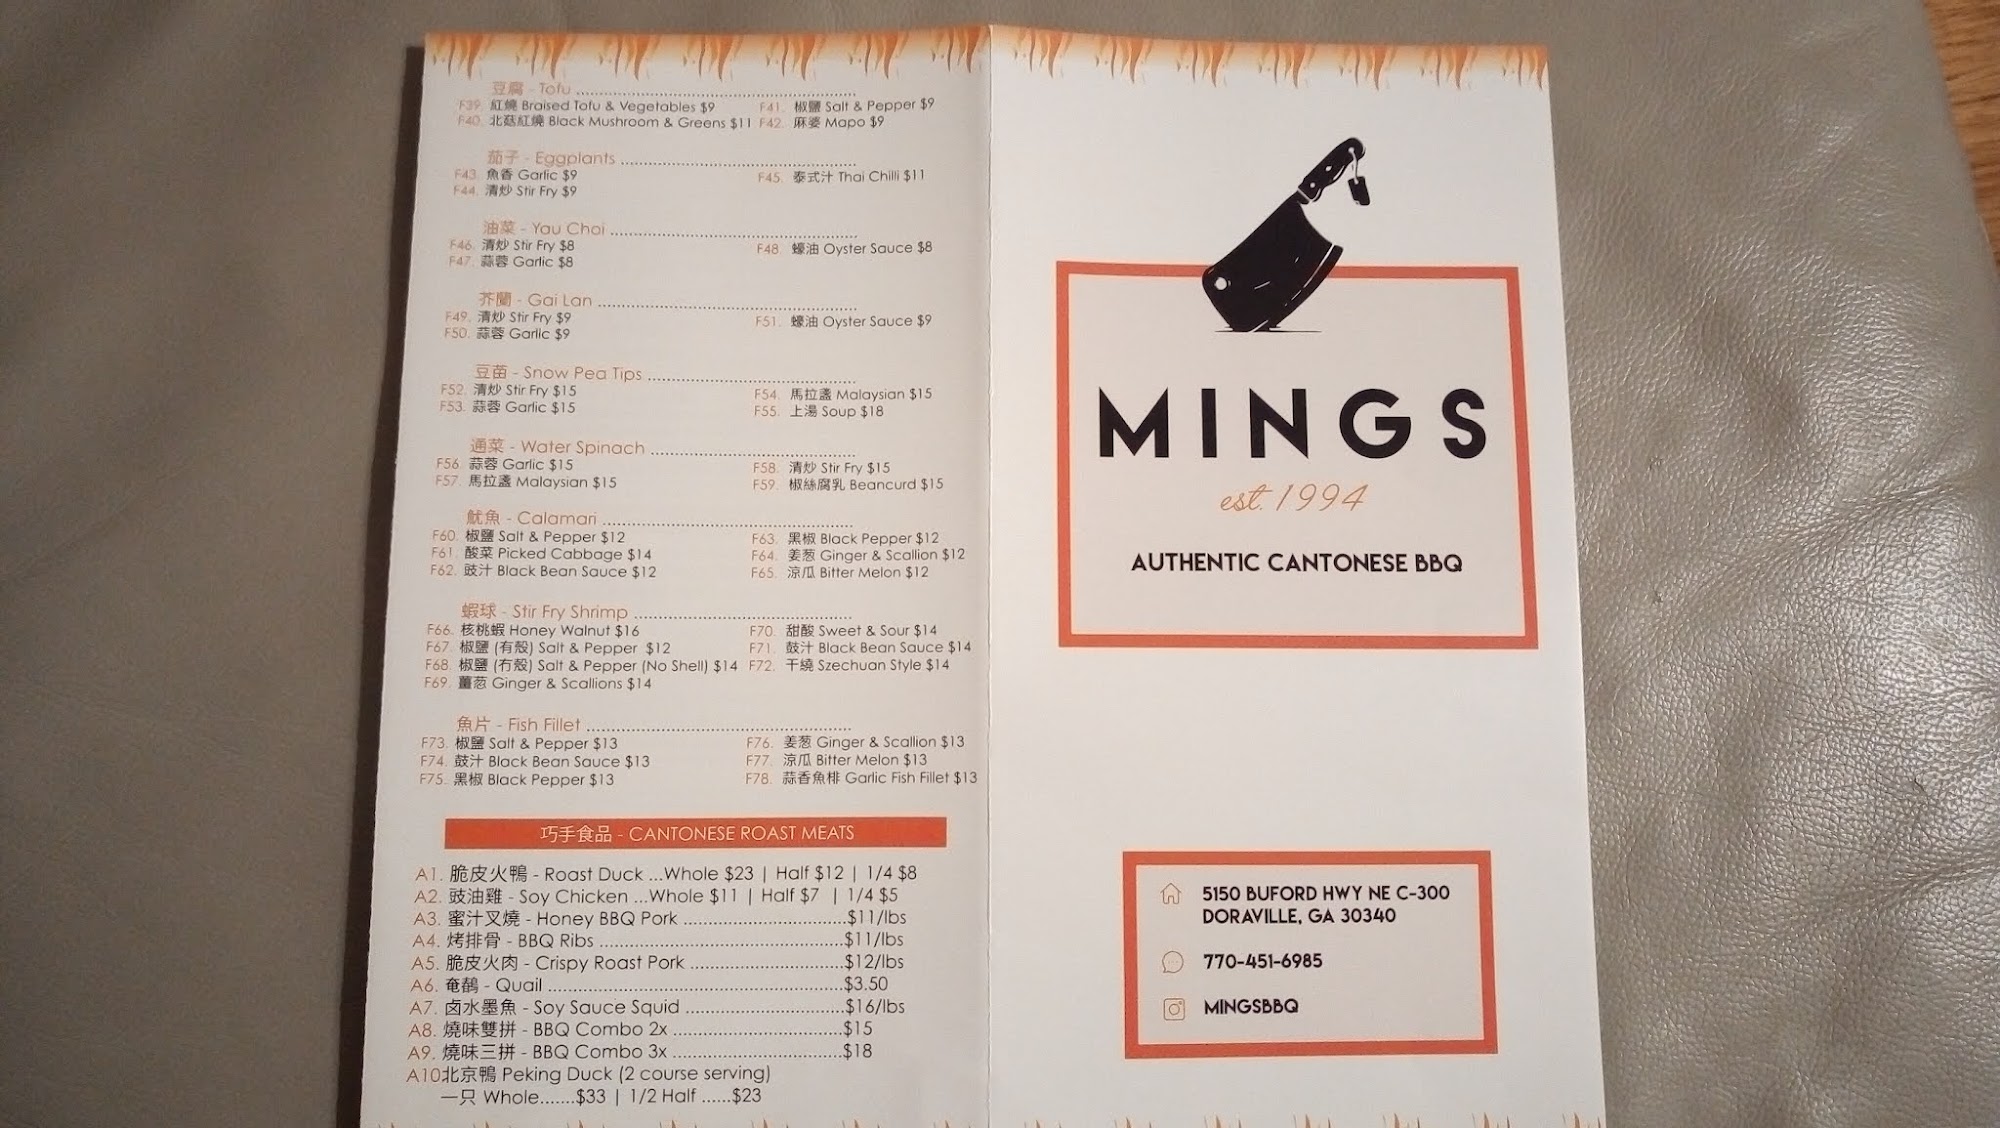 豆腐 - Tofu
F39. 紅燒 Braised Tofu & Vegetables $9
F40. 北菇紅燒 Black Mushroom & Greens $11
F41. 椒鹽 Salt & Pepper $9
F42. 麻婆 Mapo $9
茄子 - Eggplants
F43. 魚香 Garlic $9
F44. 清炒 Stir Fry $9
F45. 泰式汁 Thai Chilli $11
油菜 - Yau Choi
F46. 清炒 Stir Fry $8
F47. 蒜蓉 Garlic $8
F48. 蠔油 Oyster Sauce $8
芥蘭 - Gai Lan
F49. 清炒 Stir Fry $9
F50. 蒜蓉 Garlic $9
F51. 蠔油 Oyster Sauce $9
豆苗 - Snow Pea Tips
F52. 清炒 Stir Fry $15
F53. 蒜蓉 Garlic $15
F54. 馬拉盞 Malaysian $15
F55. 上湯 Soup $18
通菜 - Water Spinach
F56. 蒜蓉 Garlic $15
F57. 馬拉盞 Malaysian $15
F58. 清炒 Stir Fry $15
F59. 椒絲腐乳 Beancurd $15
魷魚 - Calamari
F60. 椒鹽 Salt & Pepper $12
F61. 酸菜 Picked Cabbage $14
F62. 豉汁 Black Bean Sauce $12
F63. 黑椒 Black Pepper $12
F64. 姜葱 Ginger & Scallion $12
F65. 涼瓜 Bitter Melon $12
蝦球 - Stir Fry Shrimp
F66. 核桃蝦 Honey Walnut $16
F67. 椒鹽 (有殼) Salt & Pepper $12
F68. 椒鹽 (冇殼) Salt & Pepper (No Shell) $14
F69. 薑葱 Ginger & Scallions $14
F70. 甜酸 Sweet & Sour $14
F71. 鼓汁 Black Bean Sauce $14
F72. 干繞 Szechuan Style $14
魚片 - Fish Fillet
F73. 椒鹽 Salt & Pepper $13
F74. 鼓汁 Black Bean Sauce $13
F75. 黑椒 Black Pepper $13
F76. 姜葱 Ginger & Scallion $13
F77. 涼瓜 Bitter Melon $13
F78. 蒜香魚棑 Garlic Fish Fillet $13
巧手食品 - CANTONESE ROAST MEATS
A1. 脆皮火鴨 - Roast Duck ...Whole $23 | Half $12 | 1/4 $8
A2. 豉油雞 - Soy Chicken ...Whole $11 | Half $7 | 1/4 $5
A3. 蜜汁叉燒 - Honey BBQ Pork ...$11/lbs
A4. 烤排骨 - BBQ Ribs ...$11/lbs
A5. 脆皮火肉 - Crispy Roast Pork ...$12/lbs
A6. 奄鵲 - Quail ...$3.50
A7. 卤水墨魚 - Soy Sauce Squid ...$16/lbs
A8. 燒味雙拼 - BBQ Combo 2x ...$15
A9. 燒味三拼 - BBQ Combo 3x ...$18
A10北京鴨 Peking Duck (2 course serving)
一只 Whole.......$33 | 1/2 Half ......$23
MINGS
est. 1994
AUTHENTIC CANTONESE BBQ
5150 BUFORD HWY NE C-300
DORAVILLE, GA 30340
770-451-6985
MINGSBBQ